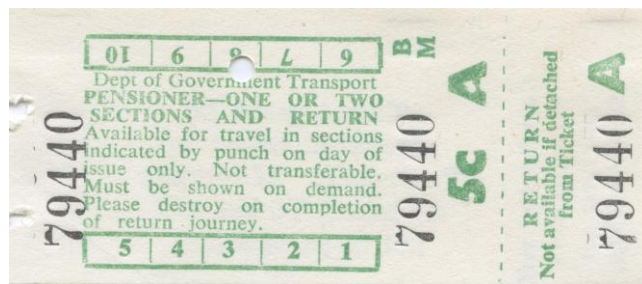 10 9 8 7 6
Dept of Government Transport
PENSIONER—ONE OR TWO
SECTIONS AND RETURN
Available for travel in sections
indicated by punch on day of
issue only. Not transferable.
Must be shown on demand.
Please destroy on completion
of return journey.
5 4 3 2 1
79440
79440
B
M
5c A
RETURN
Not available if detached
from Ticket
79440
A